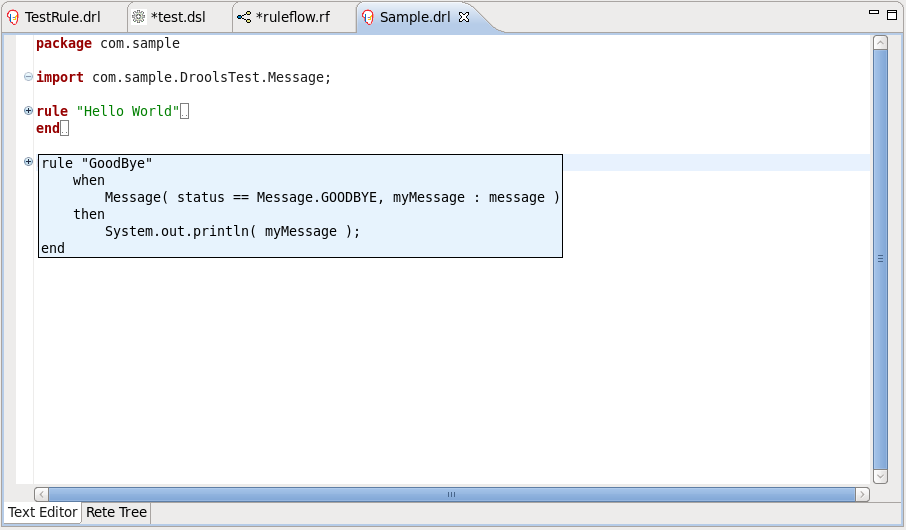 TestRule.drl *test.dsl *ruleflow.rf Sample.drl
package com.sample
import com.sample.DroolsTest.Message;
rule "Hello World"..
end..
rule "GoodBye"
    when
        Message( status == Message.GOODBYE, myMessage : message )
    then
        System.out.println( myMessage );
end
Text Editor Rete Tree